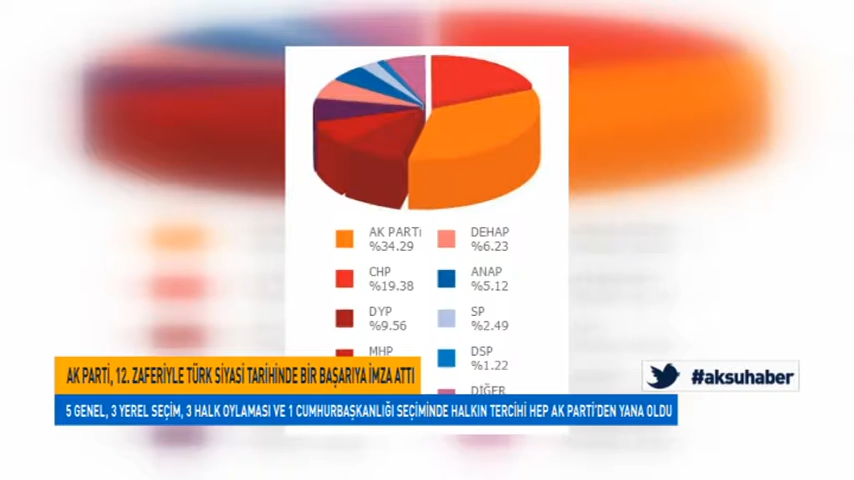 AK PARTi
%34.29
DEHAP
%6.23
CHP
%19.38
ANAP
%5.12
DYP
%9.56
SP
%2.49
MHP
DSP
%1.22
DİĞER
AK PARTİ, 12. ZAFERİYLE TÜRK SİYASİ TARİHİNDE BİR BAŞARIYA İMZA ATTI
#aksuhaber
5 GENEL, 3 YEREL SEÇİM, 3 HALK OYLAMASI VE 1 CUMHURBAŞKANLIĞI SEÇİMİNDE HALKIN TERCİHİ HEP AK PARTİ'DEN YANA OLDU